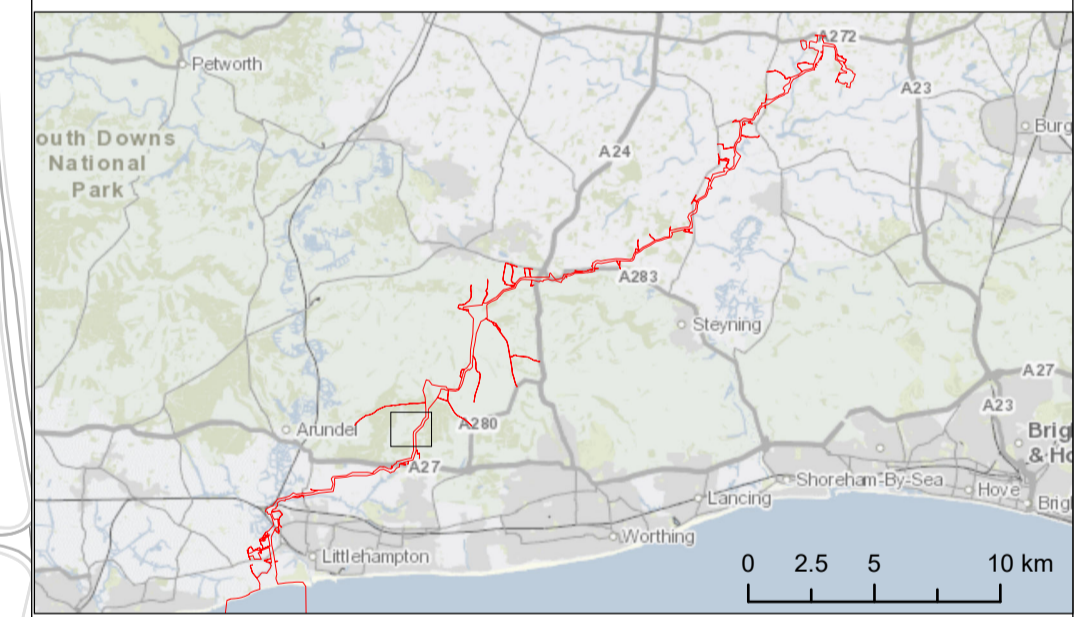 A272
Petworth
A23
Burg
outh Downs
National
Park
A24
A283
Steyning
A27
A23
Arundel
A280
Brig
& Ho
A27
Shoreham-By-Sea
Hove
Lancing
Brig
Worthing
Littlehampton
0 2.5 5 10 km